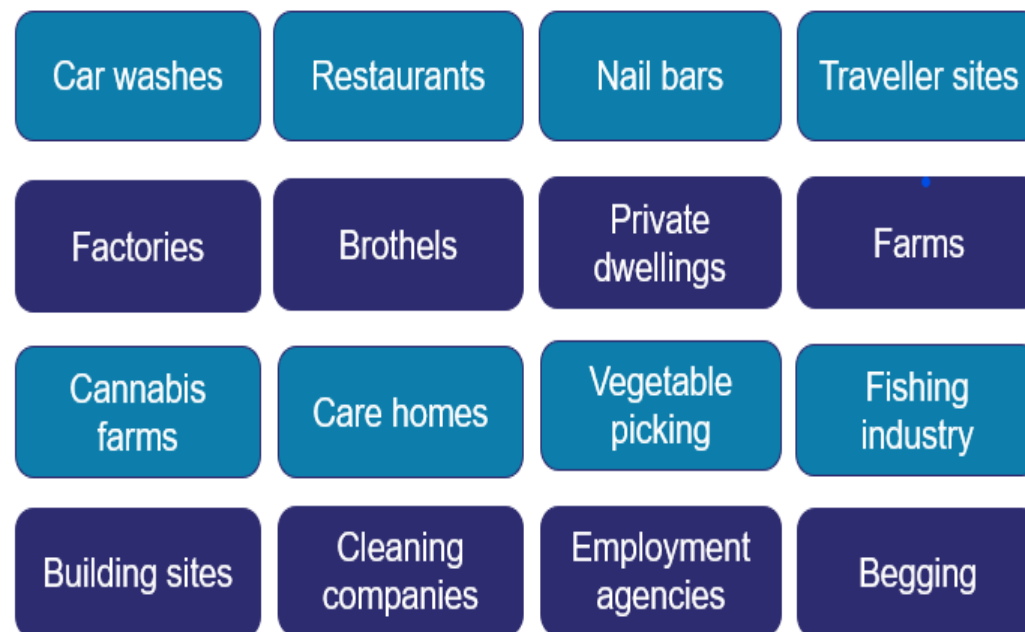 Car washes
Restaurants
Nail bars
Traveller sites
Factories
Brothels
Private
dwellings
Farms
Cannabis
farms
Care homes
Vegetable
picking
Fishing
industry
Building sites
Cleaning
companies
Employment
agencies
Begging